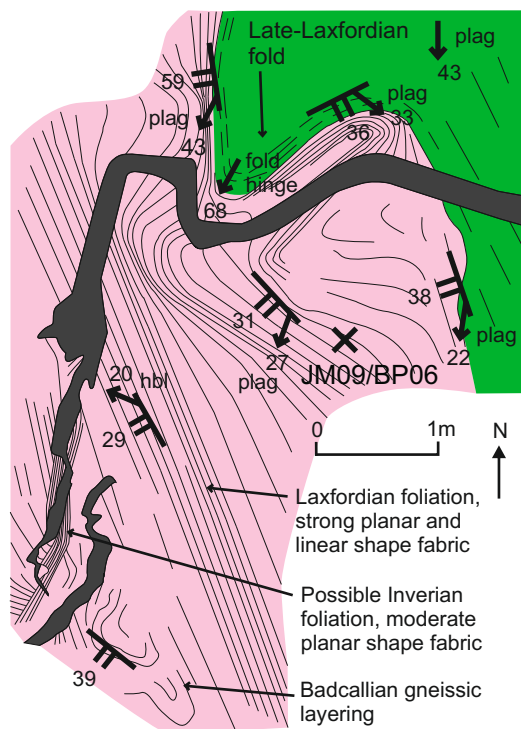 Late-Laxfordian
fold
plag
43
59
plag
43
plag
33
36
fold
hinge
68
31
27
plag
38
plag
22
JM09/BP06
20
hbl
29
0
1m
N
Laxfordian foliation,
strong planar and
linear shape fabric
Possible Inverian
foliation, moderate
planar shape fabric
39
Badcallian gneissic
layering